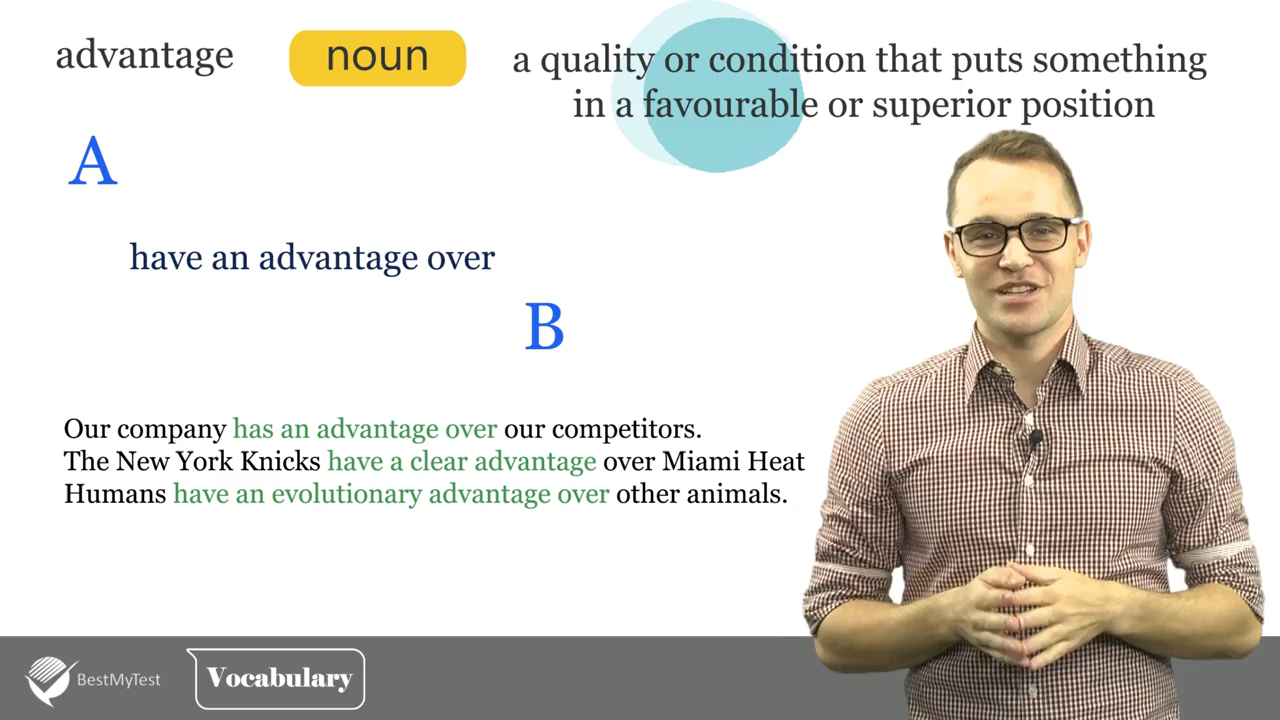 advantage
noun
a quality or condition that puts something
in a favourable or superior position
A
have an advantage over
B
Our company has an advantage over our competitors.
The New York Knicks have a clear advantage over Miami Heat
Humans have an evolutionary advantage over other animals.
BestMyTest
Vocabulary